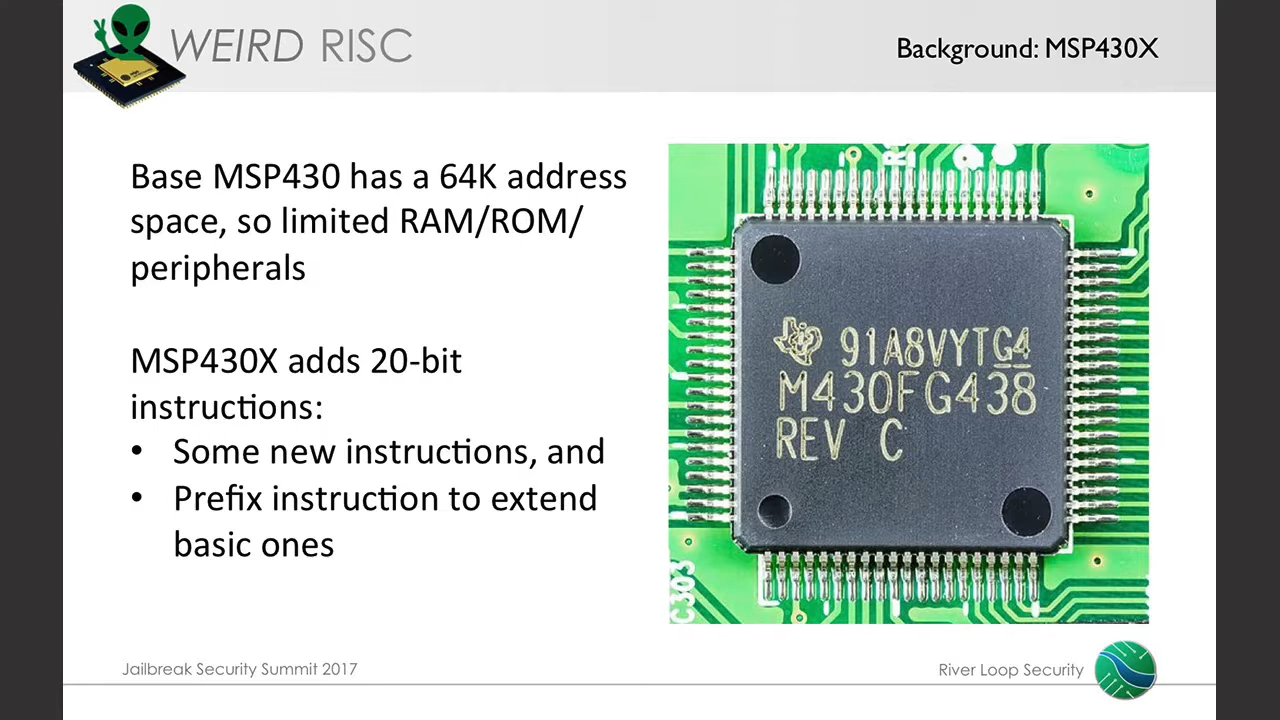 WEIRD RISC
Background: MSP430X
Base MSP430 has a 64K address
space, so limited RAM/ROM/
peripherals
MSP430X adds 20-bit
instructions:
• Some new instructions, and
• Prefix instruction to extend
basic ones
91A8VYTG4
M430FG438
REV C
C303
Jailbreak Security Summit 2017
River Loop Security